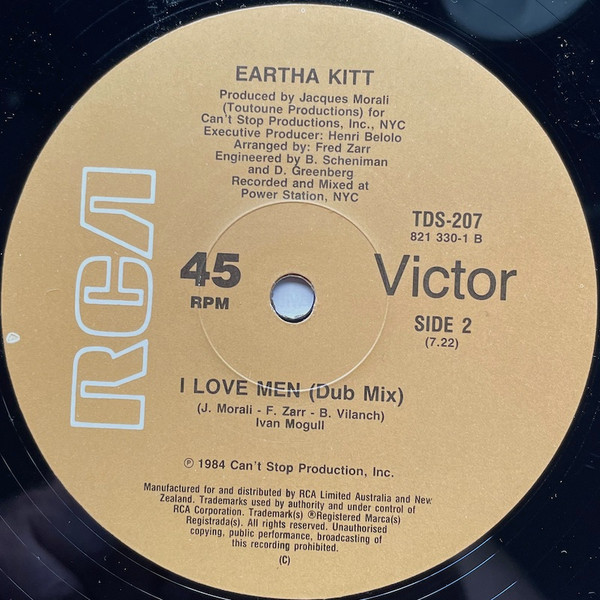 EARTHA KITT
Produced by Jacques Morali
(Toutoune Productions) for
Can't Stop Productions, Inc., NYC
Executive Producer: Henri Belolo
Arranged by: Fred Zarr
Engineered by B. Scheniman
and D. Greenberg
Recorded and Mixed at
Power Station, NYC
RCA
TDS-207
821 330-1 B
45
RPM
Victor
SIDE 2
(7.22)
I LOVE MEN (Dub Mix)
(J. Morali - F. Zarr - B. Vilanch)
Ivan Mogull
℗ 1984 Can't Stop Production, Inc.
Manufactured for and distributed by RCA Limited Australia and New
Zealand. Trademarks used by authority and under control of
RCA Corporation. Trademark(s) ®Registered Marca(s)
Registrada(s). All rights reserved. Unauthorised
copying, public performance, broadcasting of
this recording prohibited.
(C)